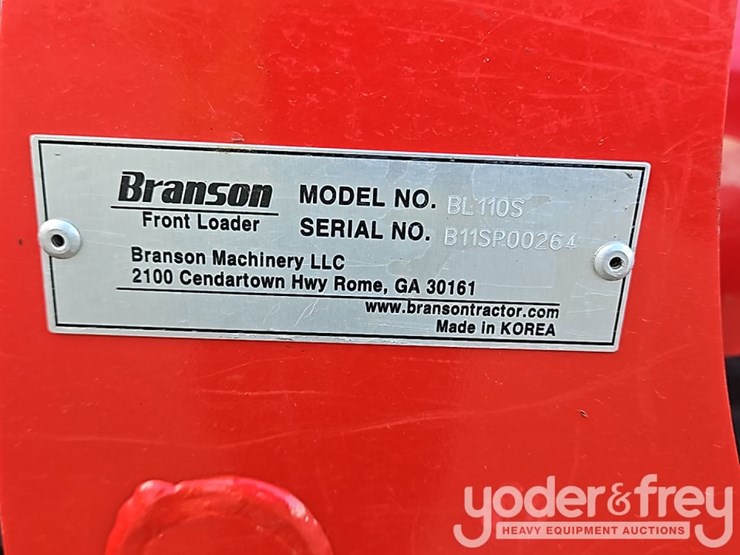 Branson
Front Loader
MODEL NO. BL110S
SERIAL NO. B11SP00264
Branson Machinery LLC
2100 Cendartown Hwy Rome, GA 30161
www.bransontractor.com
Made in KOREA
yoder&frey
HEAVY EQUIPMENT AUCTIONS